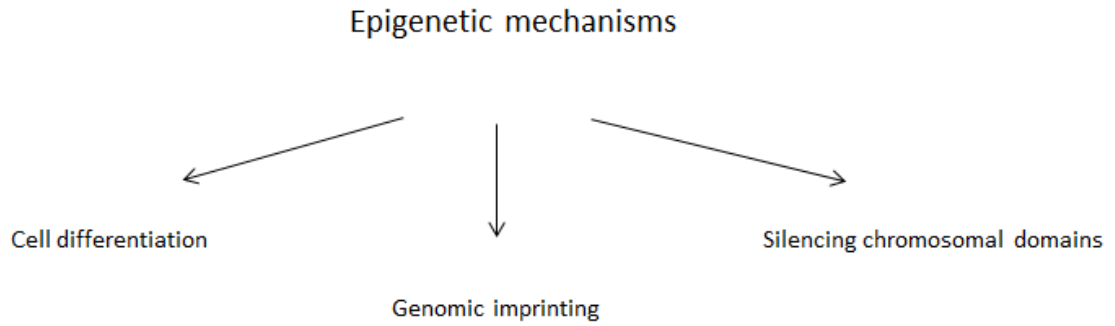 Epigenetic mechanisms
Cell differentiation
Silencing chromosomal domains
Genomic imprinting